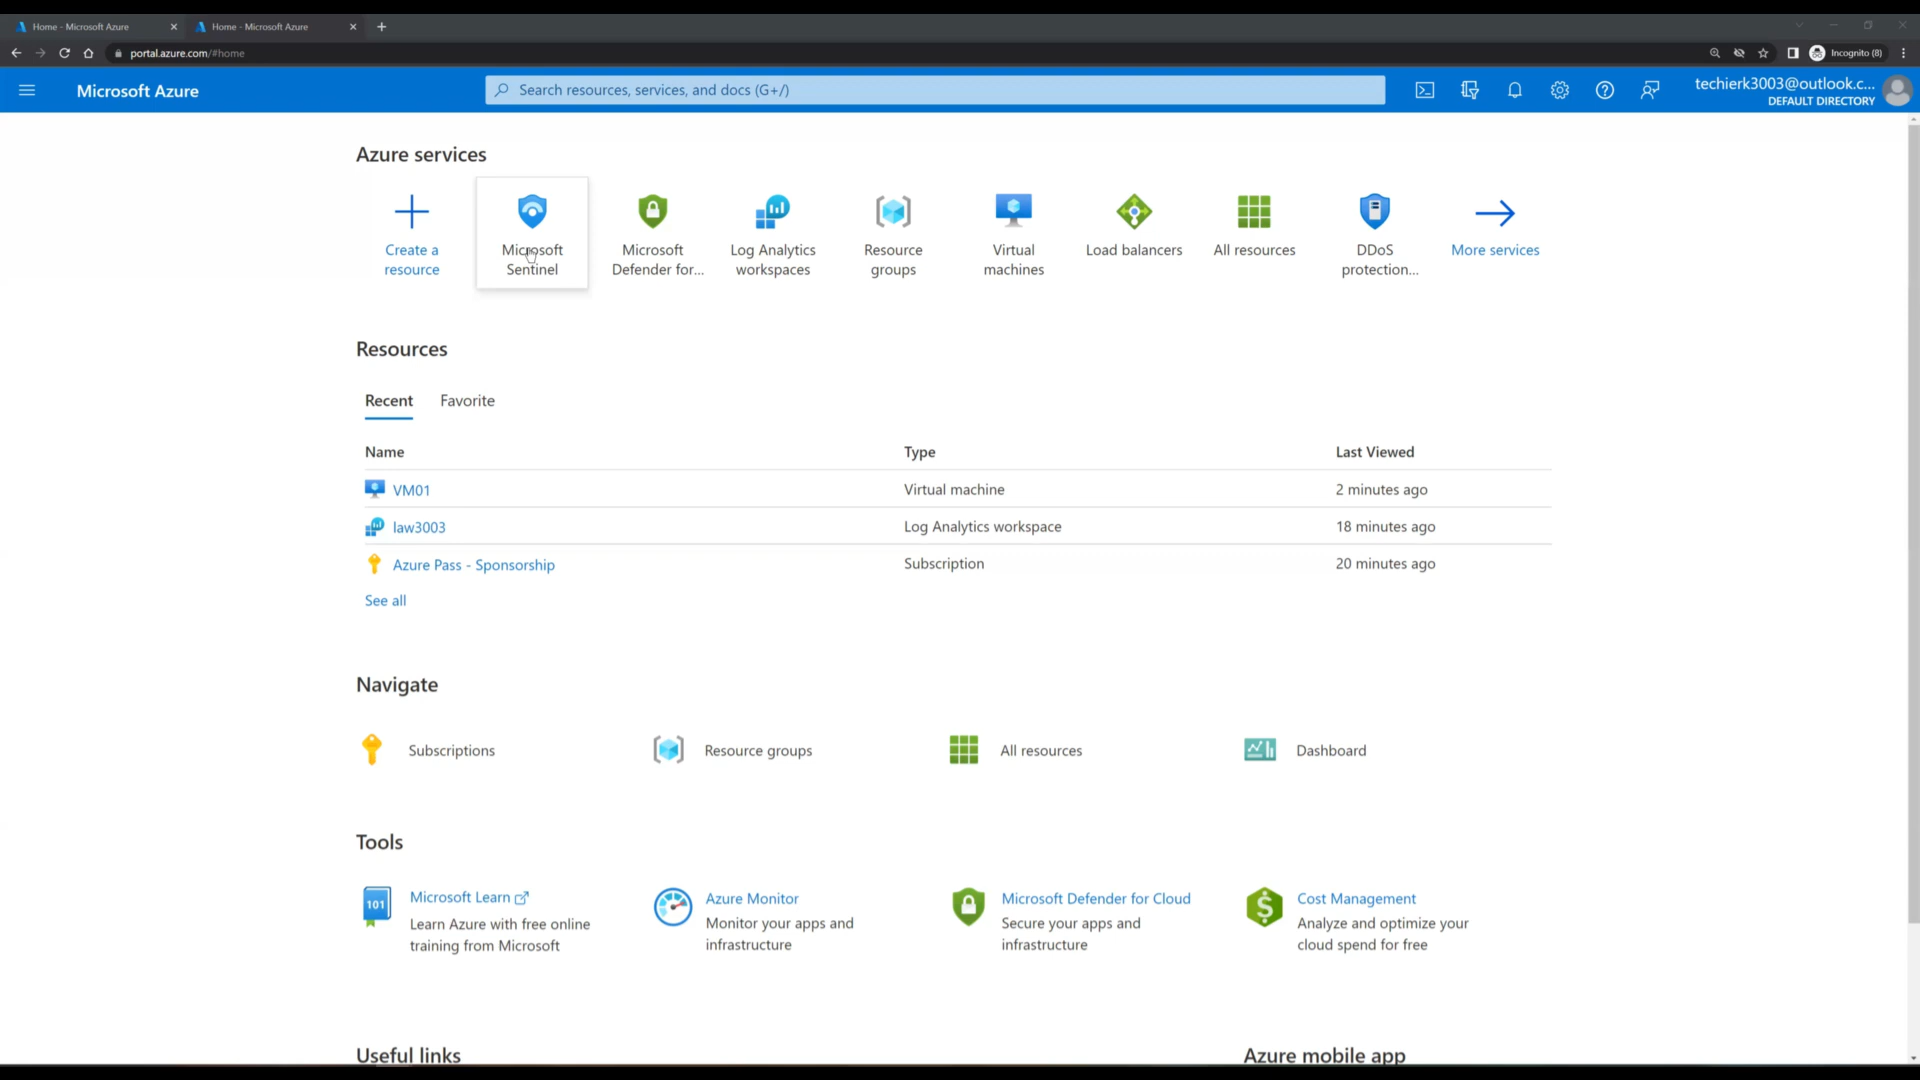 Home - Microsoft Azure
Home - Microsoft Azure
portal.azure.com/#home
Incognito (8)
Microsoft Azure
Search resources, services, and docs (G+/)
techierk3003@outlook.c...
DEFAULT DIRECTORY
Azure services
Create a
resource
Microsoft
Sentinel
Microsoft
Defender for...
Log Analytics
workspaces
Resource
groups
Virtual
machines
Load balancers
All resources
DDoS
protection...
More services
Resources
Recent
Favorite
Name
Type
Last Viewed
VM01
Virtual machine
2 minutes ago
law3003
Log Analytics workspace
18 minutes ago
Azure Pass - Sponsorship
Subscription
20 minutes ago
See all
Navigate
Subscriptions
Resource groups
All resources
Dashboard
Tools
101
Microsoft Learn
Learn Azure with free online
training from Microsoft
Azure Monitor
Monitor your apps and
infrastructure
Microsoft Defender for Cloud
Secure your apps and
infrastructure
$
Cost Management
Analyze and optimize your
cloud spend for free
Useful links
Azure mobile app